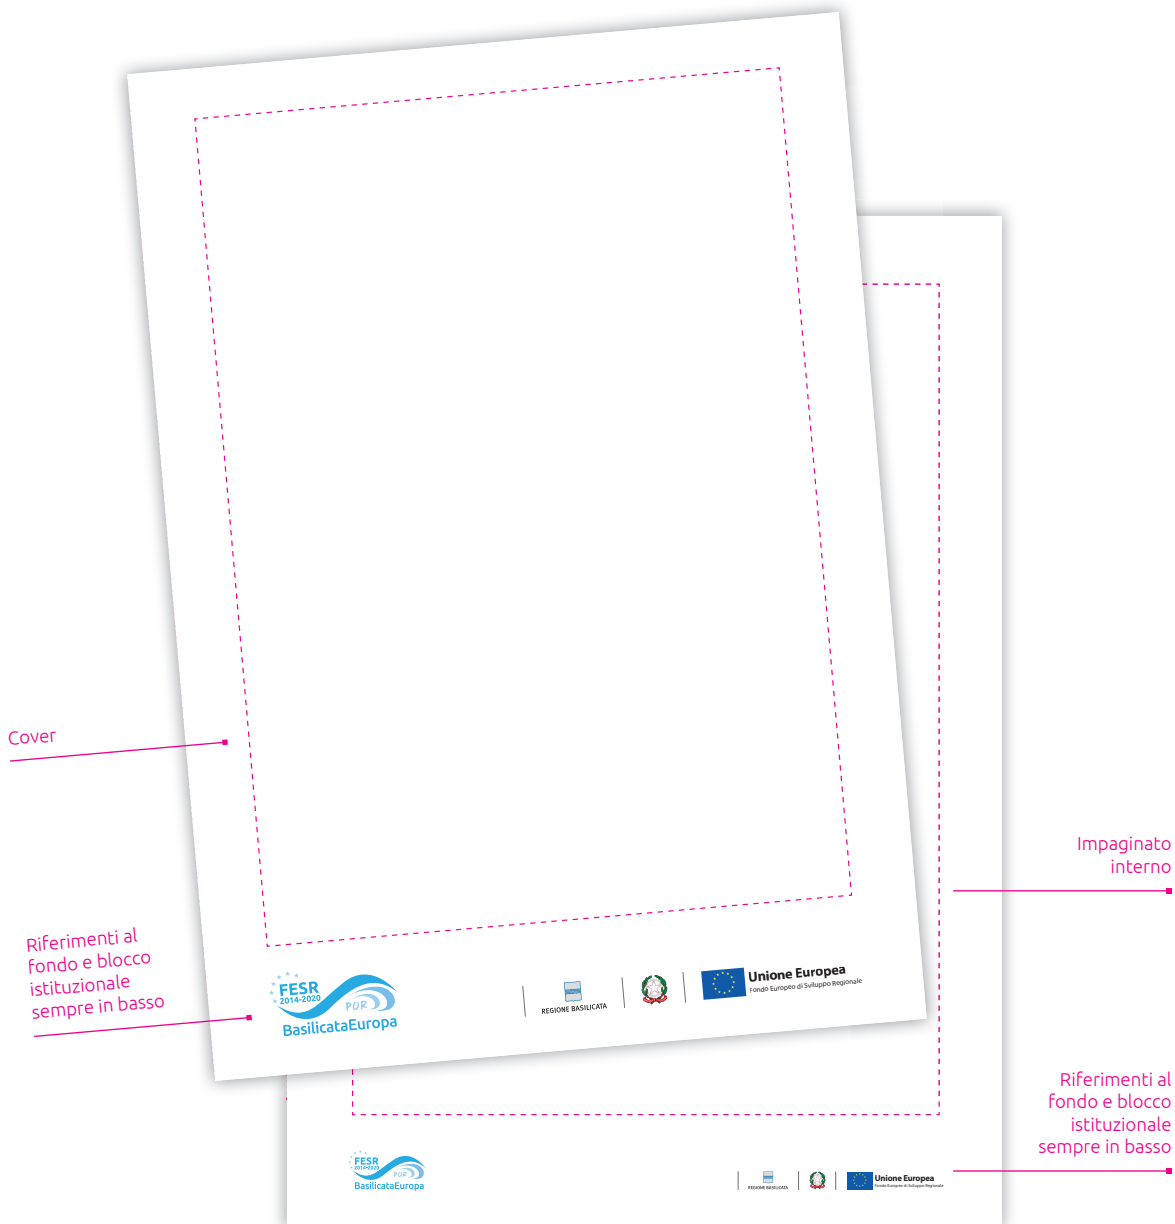 Cover
Riferimenti al
fondo e blocco
istituzionale
sempre in basso
FESR
2014-2020
POR
BasilicataEuropa
REGIONE BASILICATA
Unione Europea
Fondo Europeo di Sviluppo Regionale
Impaginato
interno
Riferimenti al
fondo e blocco
istituzionale
sempre in basso
FESR
2014-2020
POR
BasilicataEuropa
REGIONE BASILICATA
Unione Europea
Fondo Europeo di Sviluppo Regionale